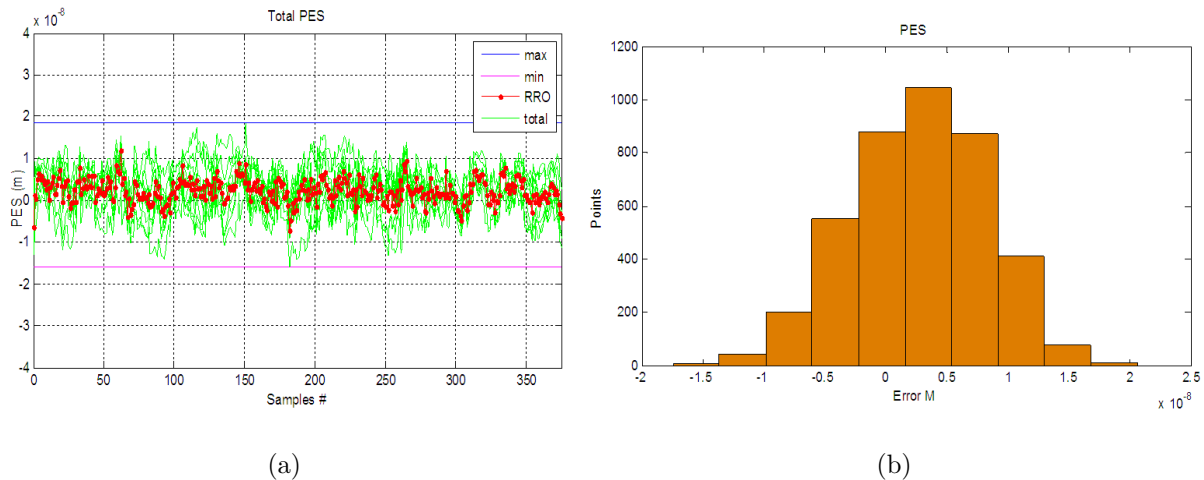 Total PES
x 10⁻⁸
4
3
2
1
0
-1
-2
-3
-4
PES (m)
0 50 100 150 200 250 300 350
Samples #
max
min
RRO
total
(a)
PES
1200
1000
800
600
400
200
0
Points
-2 -1.5 -1 -0.5 0 0.5 1 1.5 2 2.5
x 10⁻⁸
Error M
(b)